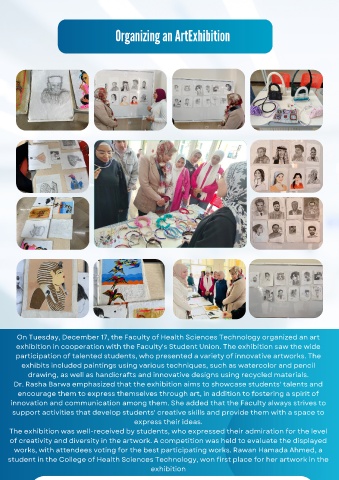 Organizing an ArtExhibition
On Tuesday, December 17, the Faculty of Health Sciences Technology organized an art
exhibition in cooperation with the Faculty's Student Union. The exhibition saw the wide
participation of talented students, who presented a variety of innovative artworks. The
exhibits included paintings using various techniques, such as watercolor and pencil
drawing, as well as handicrafts and innovative designs using recycled materials.
Dr. Rasha Barwa emphasized that the exhibition aims to showcase students' talents and
encourage them to express themselves through art, in addition to fostering a spirit of
innovation and communication among them. She added that the Faculty always strives to
support activities that develop students' creative skills and provide them with a space to
express their ideas.
The exhibition was well-received by students, who expressed their admiration for the level
of creativity and diversity in the artwork. A competition was held to evaluate the displayed
works, with attendees voting for the best participating works. Rawan Hamada Ahmed, a
student in the College of Health Sciences Technology, won first place for her artwork in the
exhibition